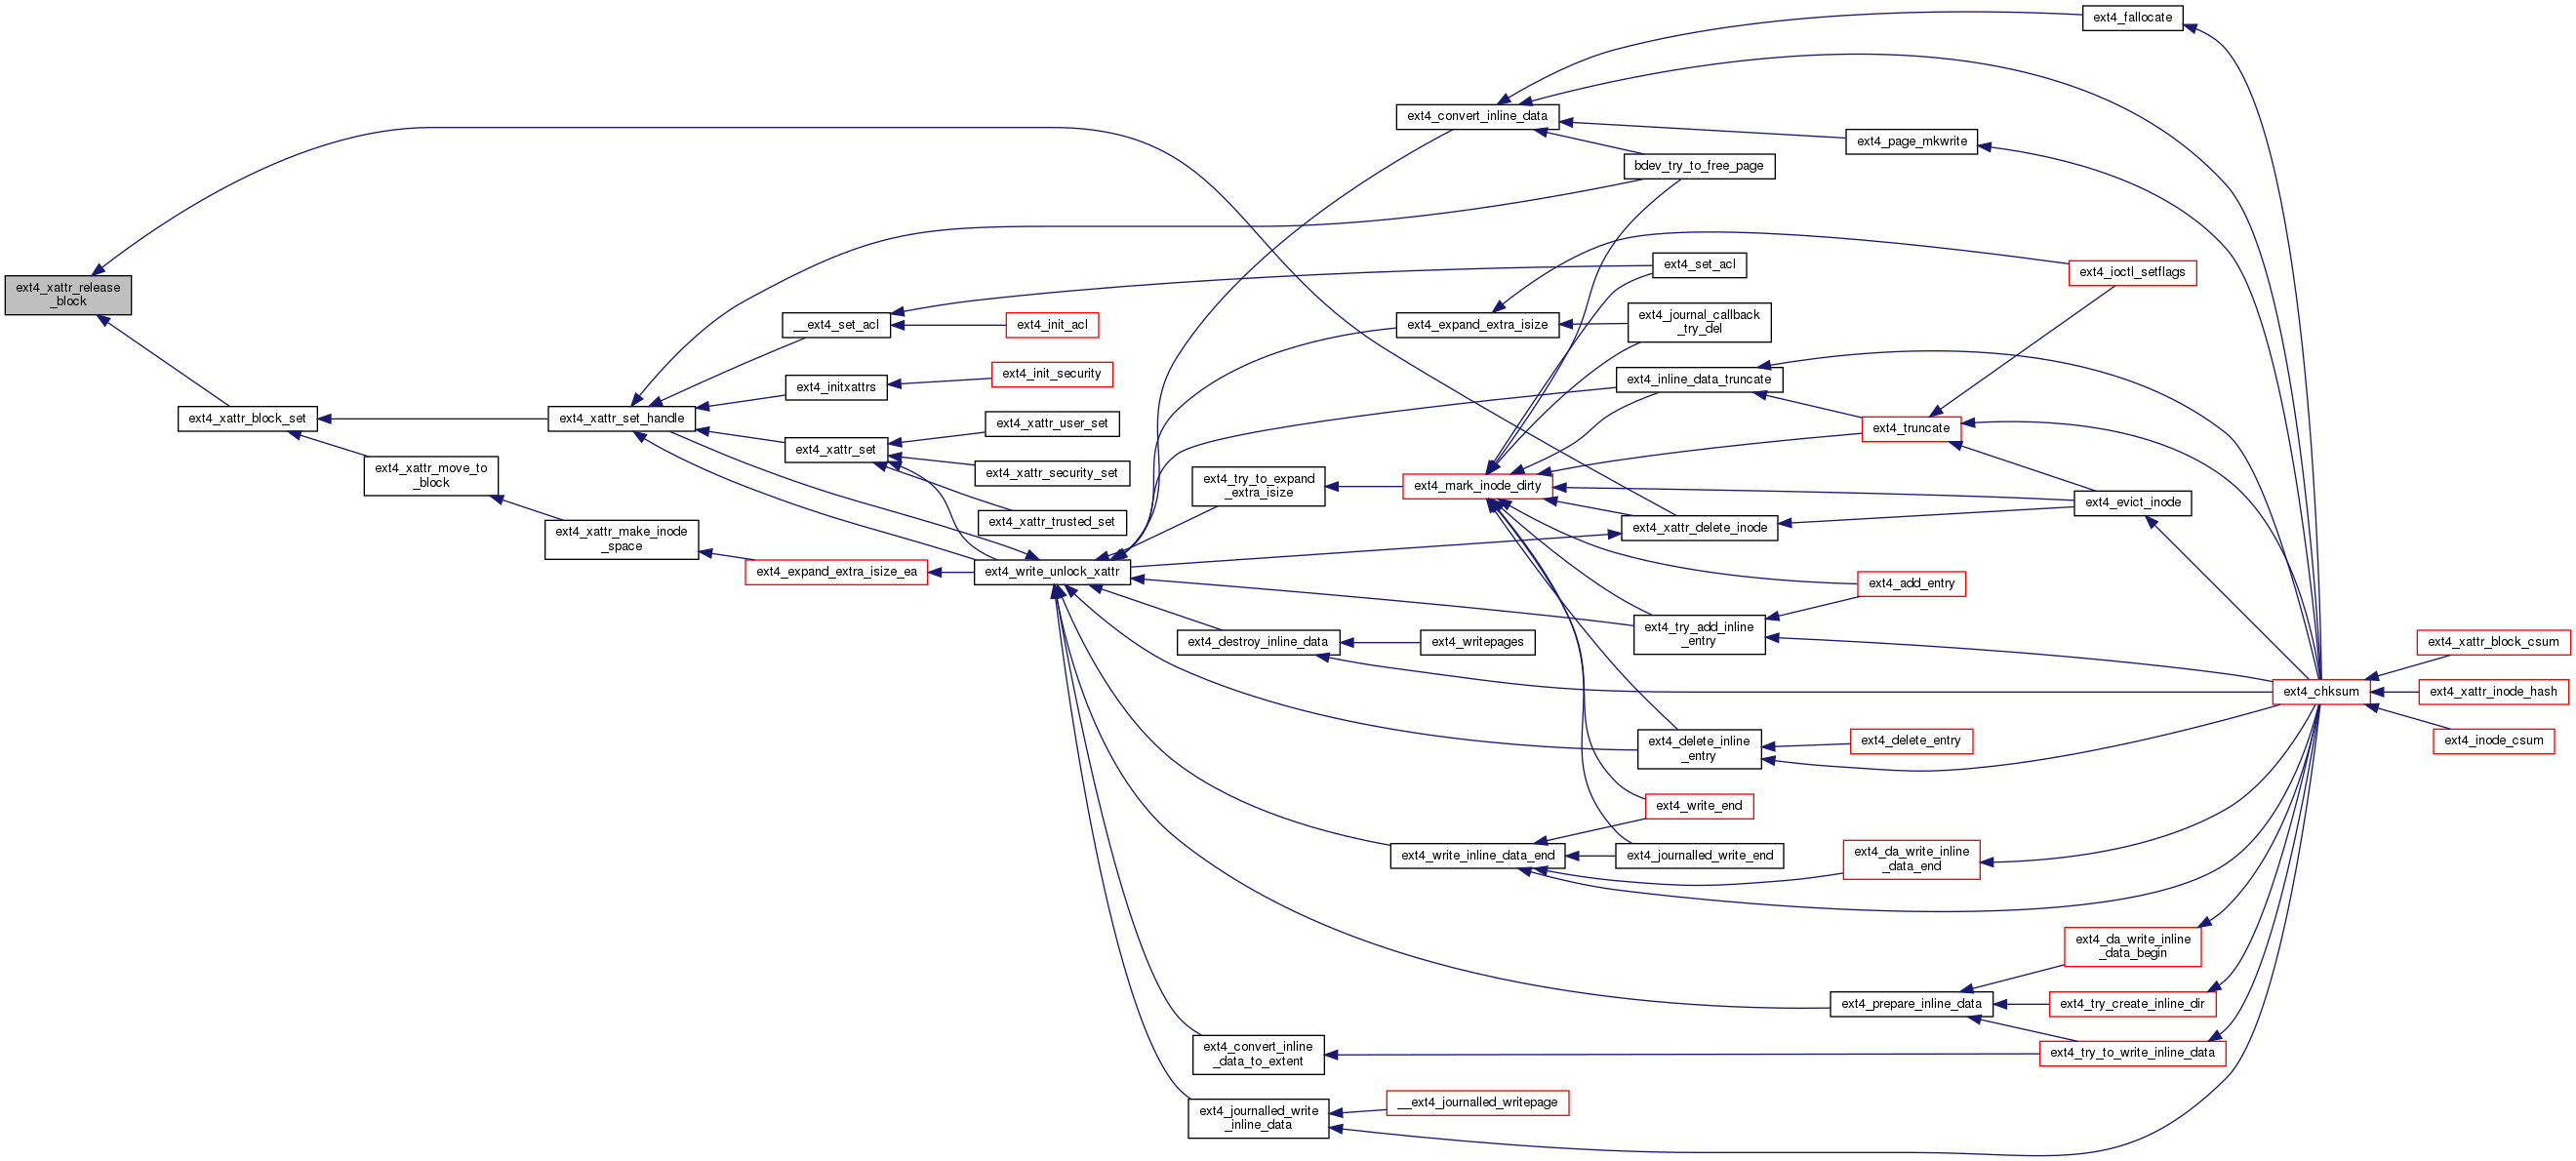 ext4_xattr_release
_block
ext4_xattr_block_set
ext4_xattr_move_to
_block
ext4_xattr_set_handle
ext4_xattr_make_inode
_space
__ext4_set_acl
ext4_initxattrs
ext4_xattr_set
ext4_expand_extra_isize_ea
ext4_init_acl
ext4_init_security
ext4_xattr_user_set
ext4_xattr_security_set
ext4_xattr_trusted_set
ext4_write_unlock_xattr
ext4_try_to_expand
_extra_isize
ext4_destroy_inline_data
ext4_convert_inline
_data_to_extent
ext4_journalled_write
_inline_data
ext4_convert_inline_data
ext4_expand_extra_isize
ext4_mark_inode_dirty
ext4_writepages
ext4_write_inline_data_end
__ext4_journalled_writepage
bdev_try_to_free_page
ext4_set_acl
ext4_journal_callback
_try_del
ext4_inline_data_truncate
ext4_xattr_delete_inode
ext4_try_add_inline
_entry
ext4_delete_inline
_entry
ext4_write_end
ext4_journalled_write_end
ext4_page_mkwrite
ext4_truncate
ext4_add_entry
ext4_delete_entry
ext4_da_write_inline
_data_end
ext4_prepare_inline_data
ext4_fallocate
ext4_ioctl_setflags
ext4_evict_inode
ext4_da_write_inline
_data_begin
ext4_try_create_inline_dir
ext4_try_to_write_inline_data
ext4_chksum
ext4_xattr_block_csum
ext4_xattr_inode_hash
ext4_inode_csum